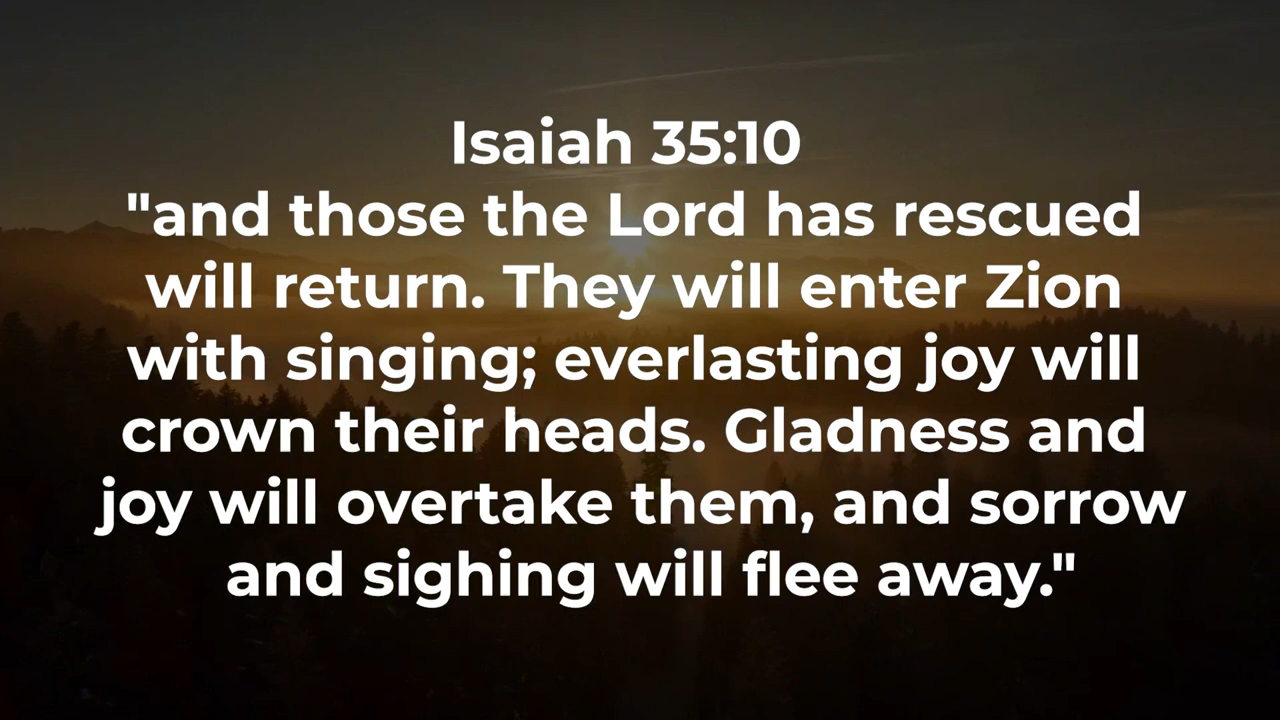 Isaiah 35:10
"and those the Lord has rescued
will return. They will enter Zion
with singing; everlasting joy will
crown their heads. Gladness and
joy will overtake them, and sorrow
and sighing will flee away."